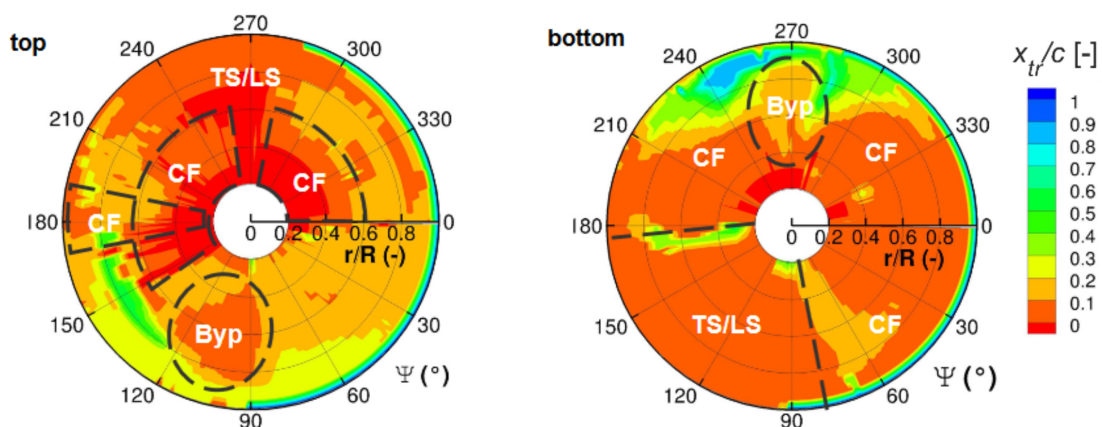 top
270
240
300
TS/LS
210
330
CF
CF
CF
180
0
0 0.2 0.4 0.6 0.8
r/R (-)
150
30
Byp
Ψ (°)
120
60
90
bottom
270
240
300
Byp
210
330
CF
CF
180
0
0 0.2 0.4 0.6 0.8
r/R (-)
150
30
TS/LS
CF
Ψ (°)
120
60
90
x_tr/c [-]
1
0.9
0.8
0.7
0.6
0.5
0.4
0.3
0.2
0.1
0